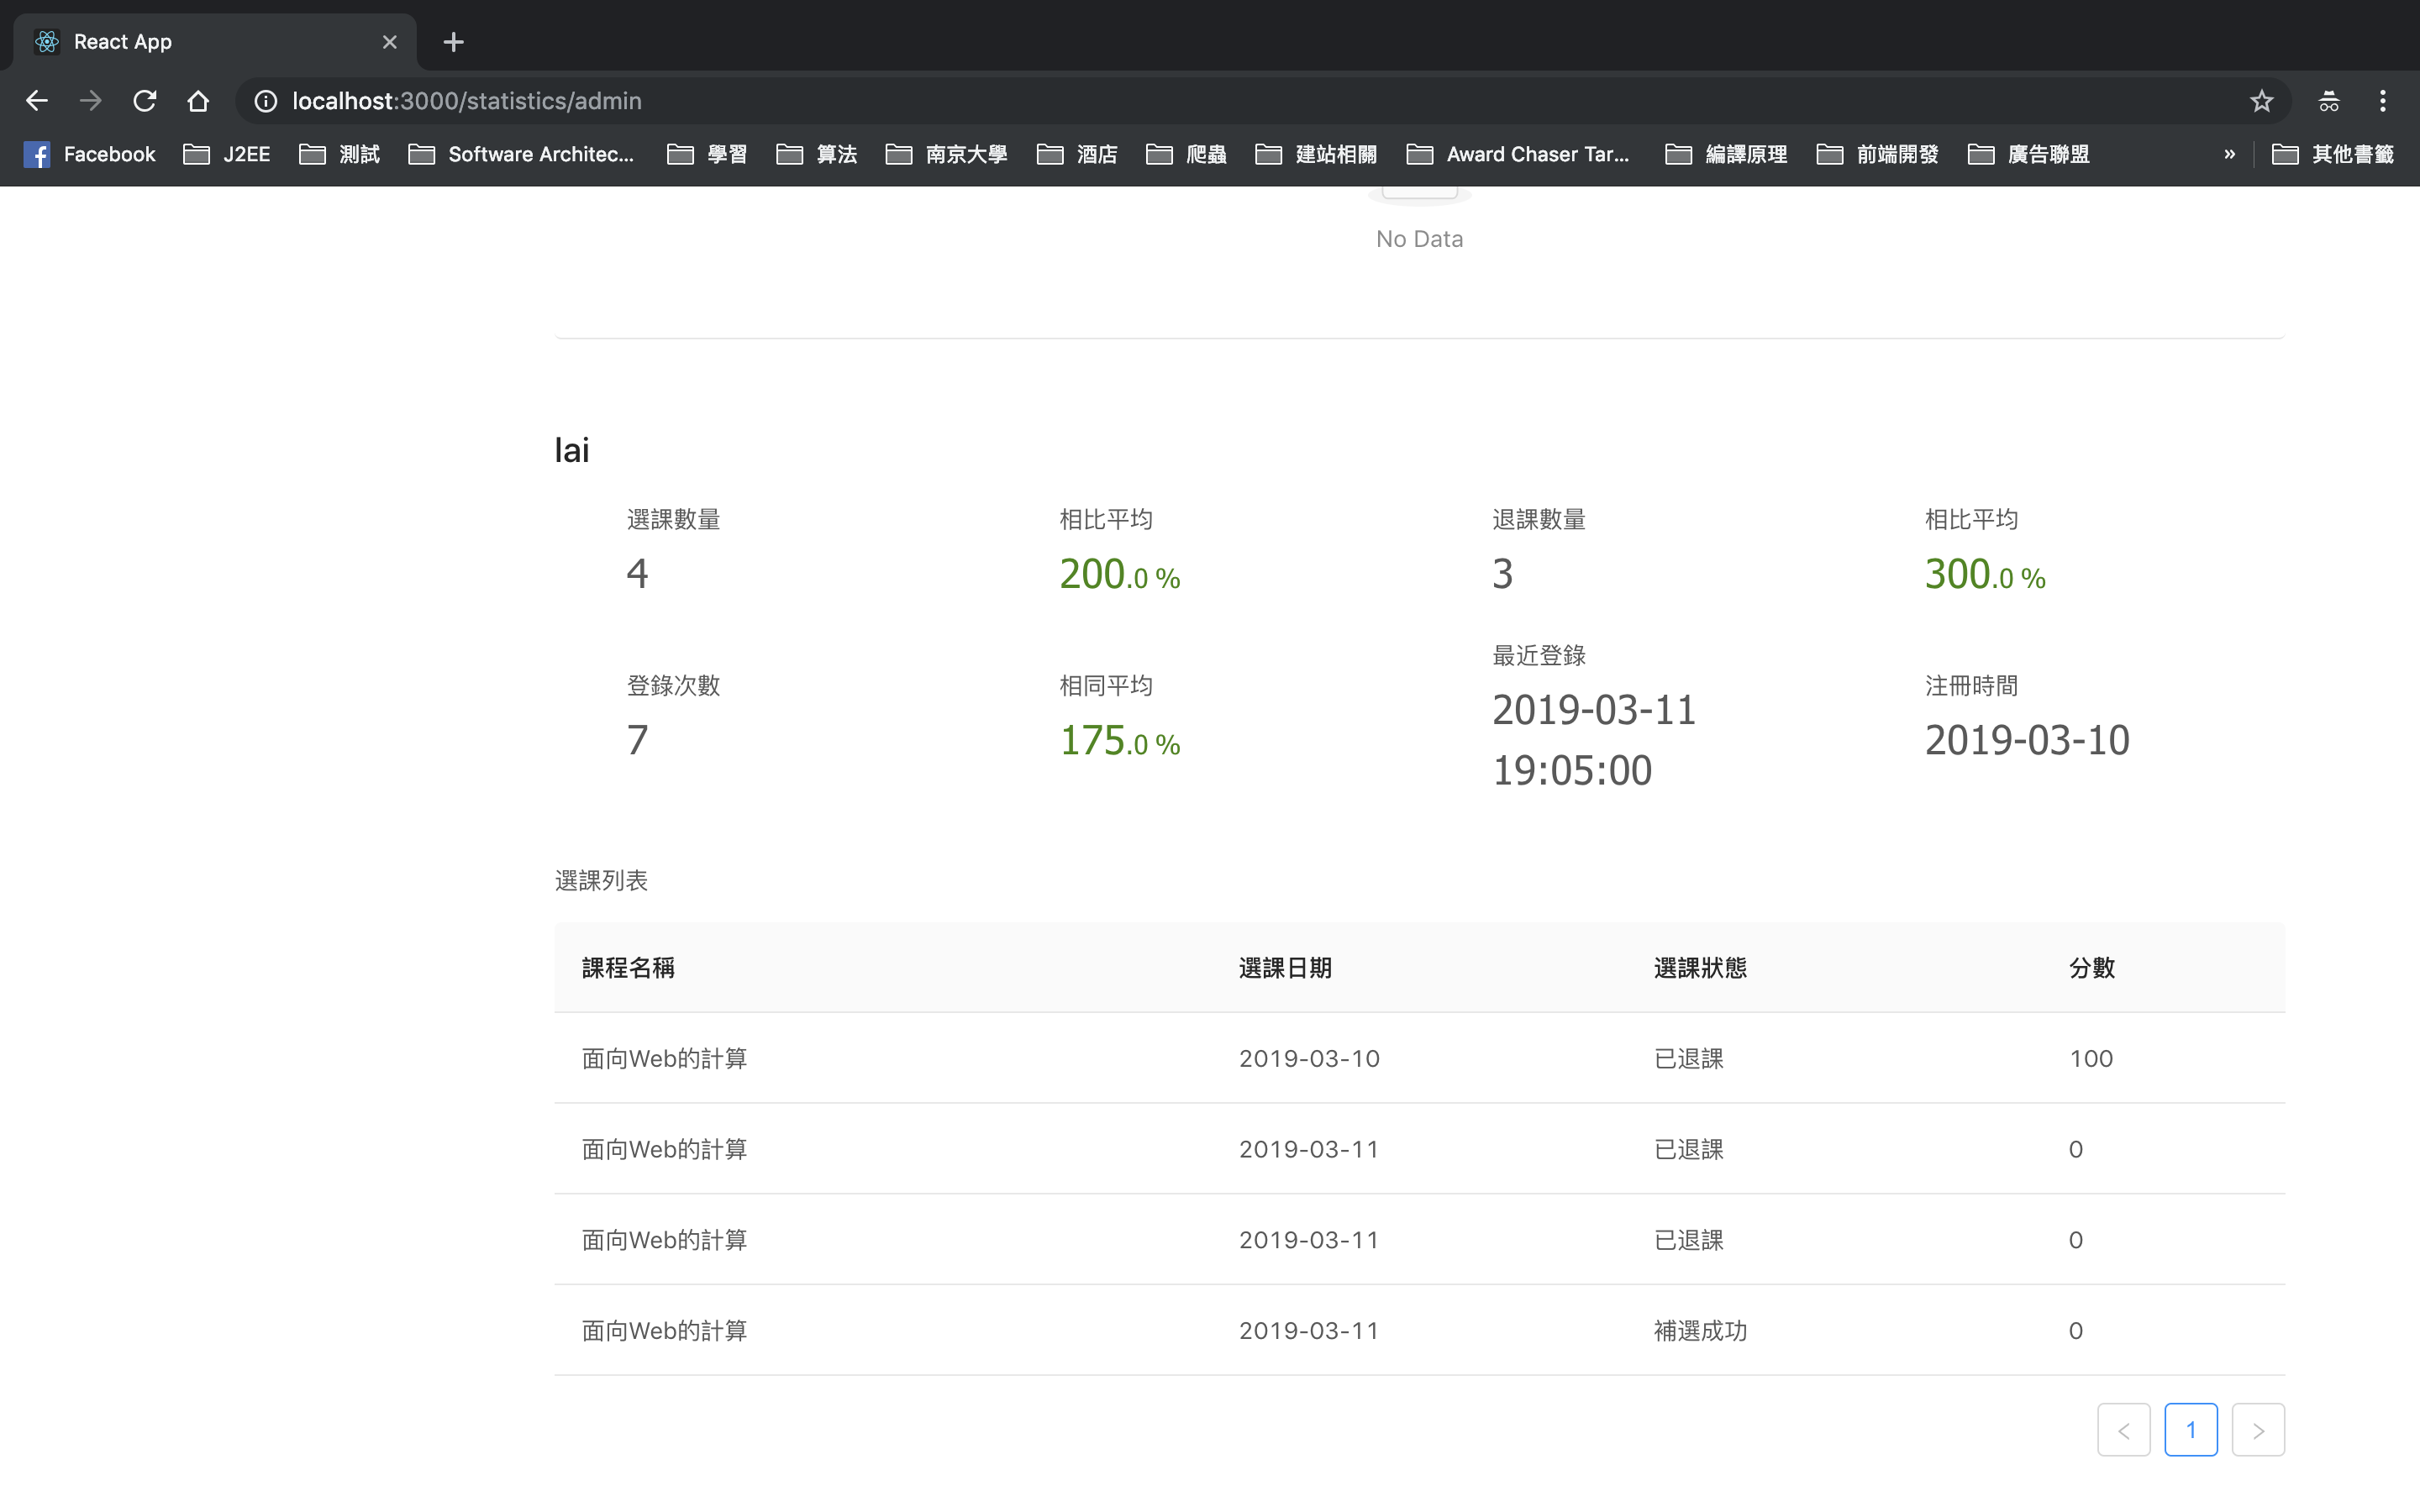 React App
localhost:3000/statistics/admin
Facebook J2EE 測試 Software Architec... 學習 算法 南京大學 酒店 爬蟲 建站相關 Award Chaser Tar... 編譯原理 前端開發 廣告聯盟 » 其他書籤
No Data
lai
選課數量 相比平均 退課數量 相比平均
4 200.0 % 3 300.0 %
登錄次數 相同平均 最近登錄 注冊時間
7 175.0 % 2019-03-11 19:05:00 2019-03-10
選課列表
課程名稱 選課日期 選課狀態 分數
面向Web的計算 2019-03-10 已退課 100
面向Web的計算 2019-03-11 已退課 0
面向Web的計算 2019-03-11 已退課 0
面向Web的計算 2019-03-11 補選成功 0
< 1 >